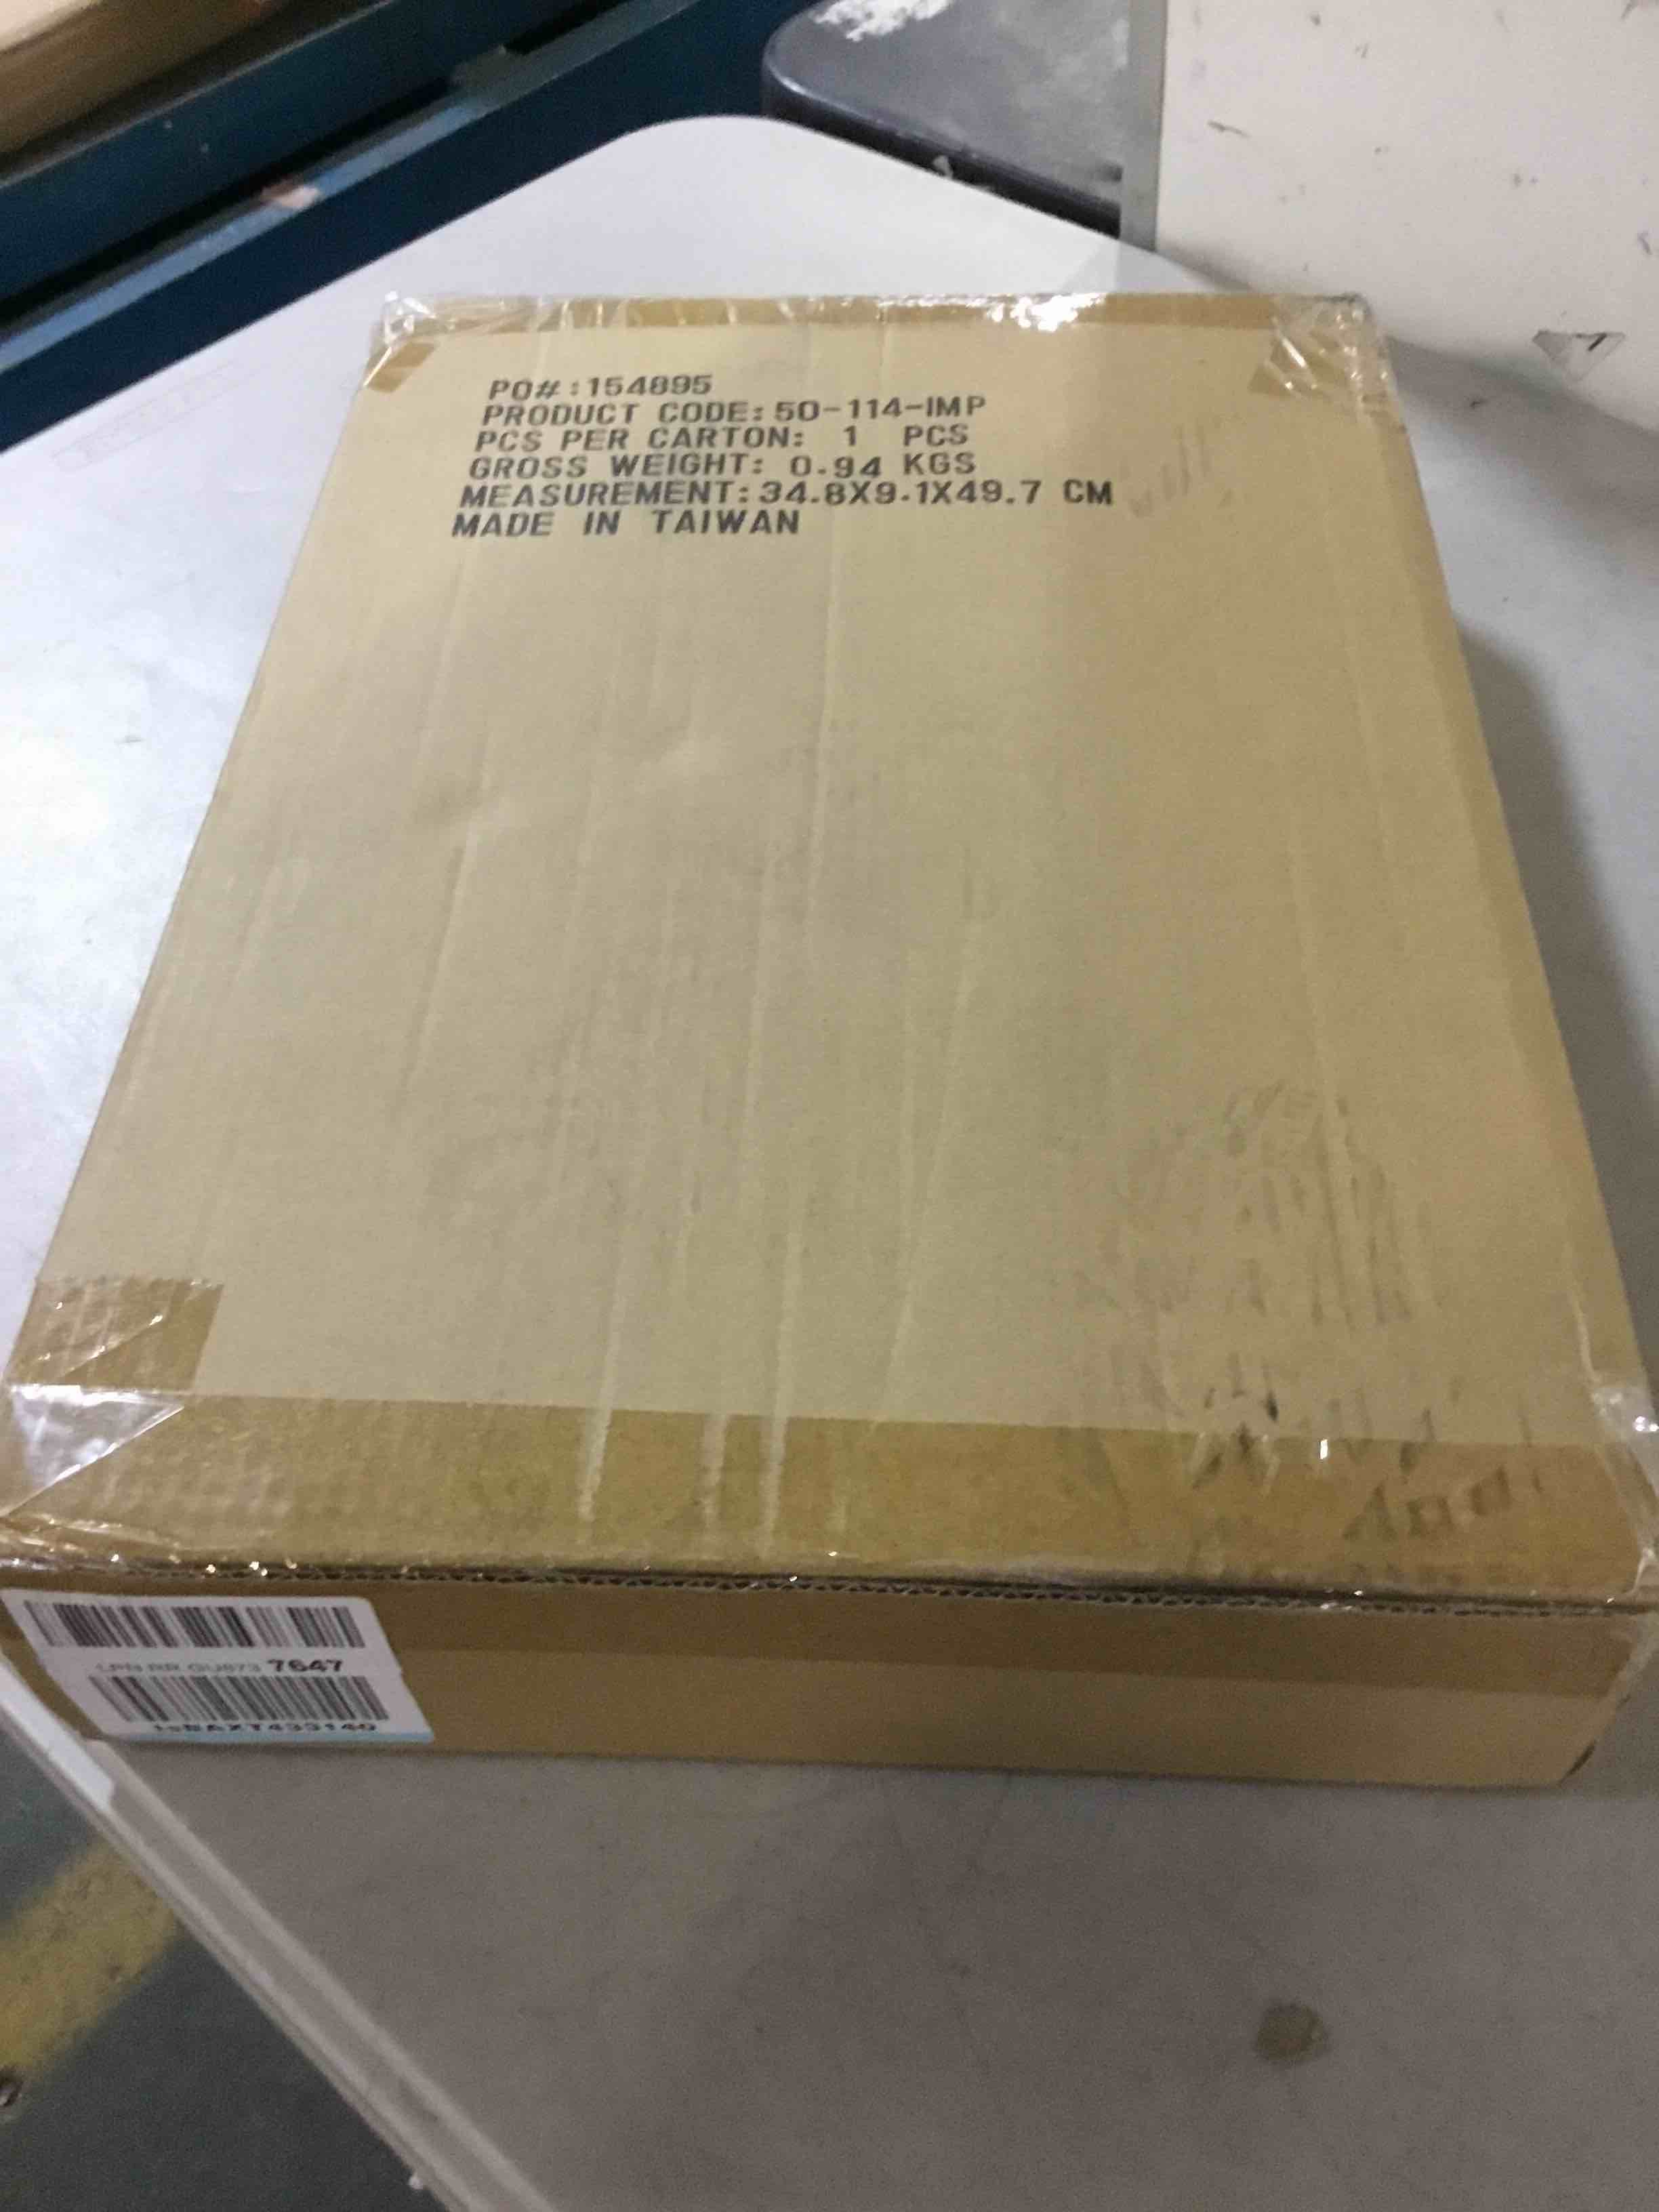 PO#:154895
PRODUCT CODE:50-114-IMP
PCS PER CARTON: 1 PCS
GROSS WEIGHT: 0.94 KGS
MEASUREMENT:34.8X9.1X49.7 CM
MADE IN TAIWAN
7647